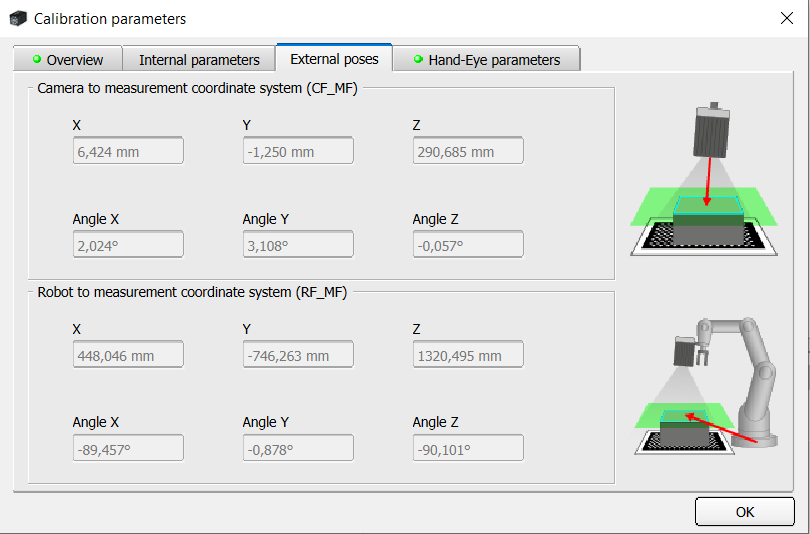 Calibration parameters
Overview Internal parameters External poses Hand-Eye parameters
Camera to measurement coordinate system (CF_MF)
X Y Z
6,424 mm -1,250 mm 290,685 mm
Angle X Angle Y Angle Z
2,024° 3,108° -0,057°
Robot to measurement coordinate system (RF_MF)
X Y Z
448,046 mm -746,263 mm 1320,495 mm
Angle X Angle Y Angle Z
-89,457° -0,878° -90,101°
OK